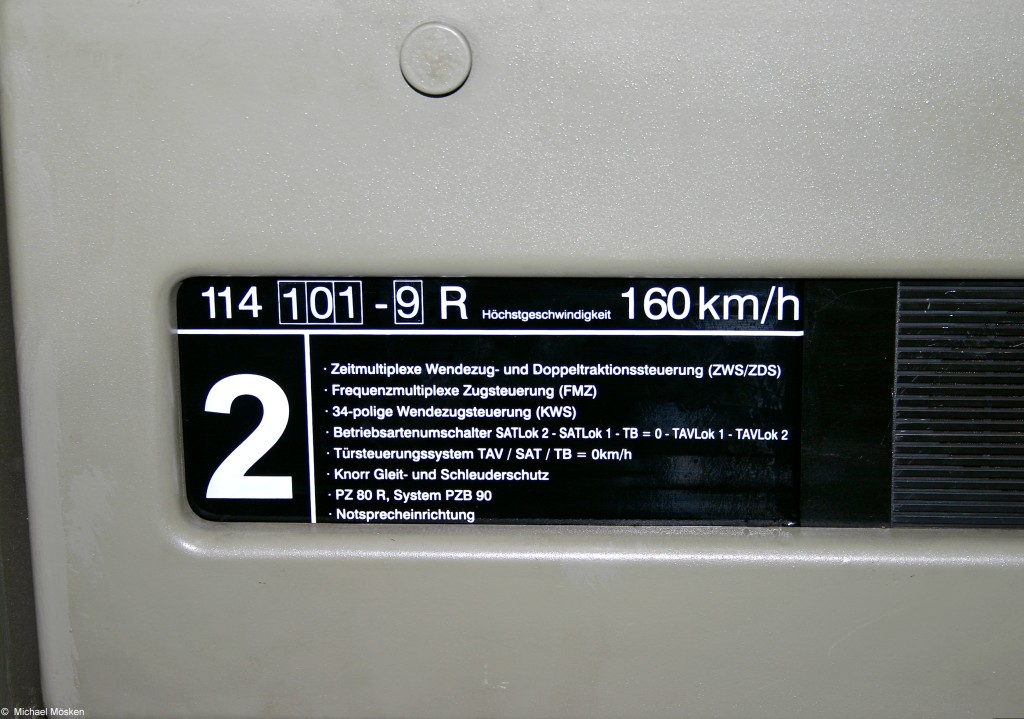 114 101 - 9 R Höchstgeschwindigkeit 160 km/h
2
· Zeitmultiplexe Wendezug- und Doppeltraktionssteuerung (ZWS/ZDS)
· Frequenzmultiplexe Zugsteuerung (FMZ)
· 34-polige Wendezugsteuerung (KWS)
· Betriebsartenumschalter SATLok 2 - SATLok 1 - TB = 0 - TAVLok 1 - TAVLok 2
· Türsteuerungssystem TAV / SAT / TB = 0km/h
· Knorr Gleit- und Schleuderschutz
· PZ 80 R, System PZB 90
· Notsprecheinrichtung
© Michael Mösken